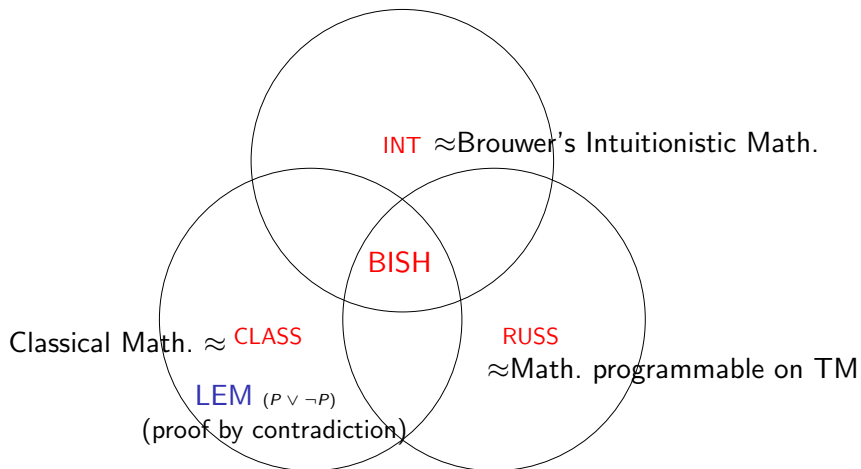 INT ≈Brouwer's Intuitionistic Math.
BISH
Classical Math. ≈ CLASS
RUSS
≈Math. programmable on TM
LEM (P ∨ ¬P)
(proof by contradiction)